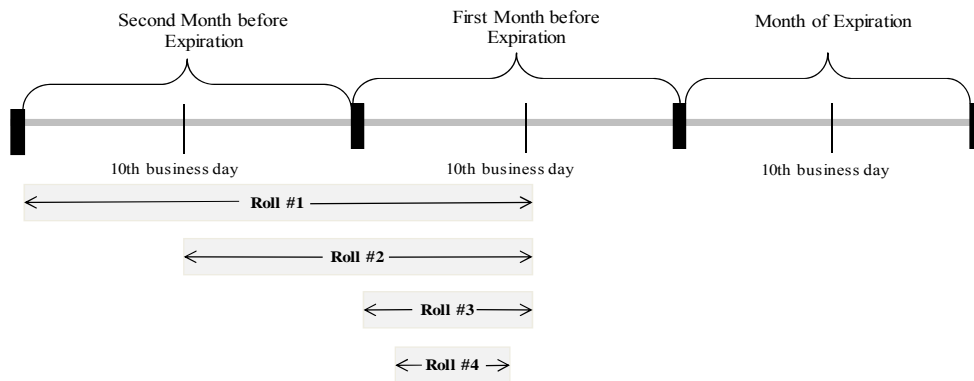 Second Month before
Expiration
First Month before
Expiration
Month of Expiration
10th business day
10th business day
10th business day
Roll #1
Roll #2
Roll #3
Roll #4